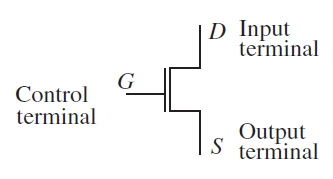 D Input
terminal
G
Control
terminal
Output
S terminal